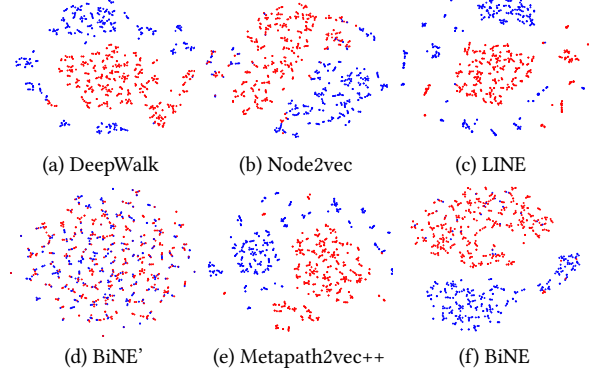 (a) DeepWalk
(b) Node2vec
(c) LINE
(d) BiNE’
(e) Metapath2vec++
(f) BiNE